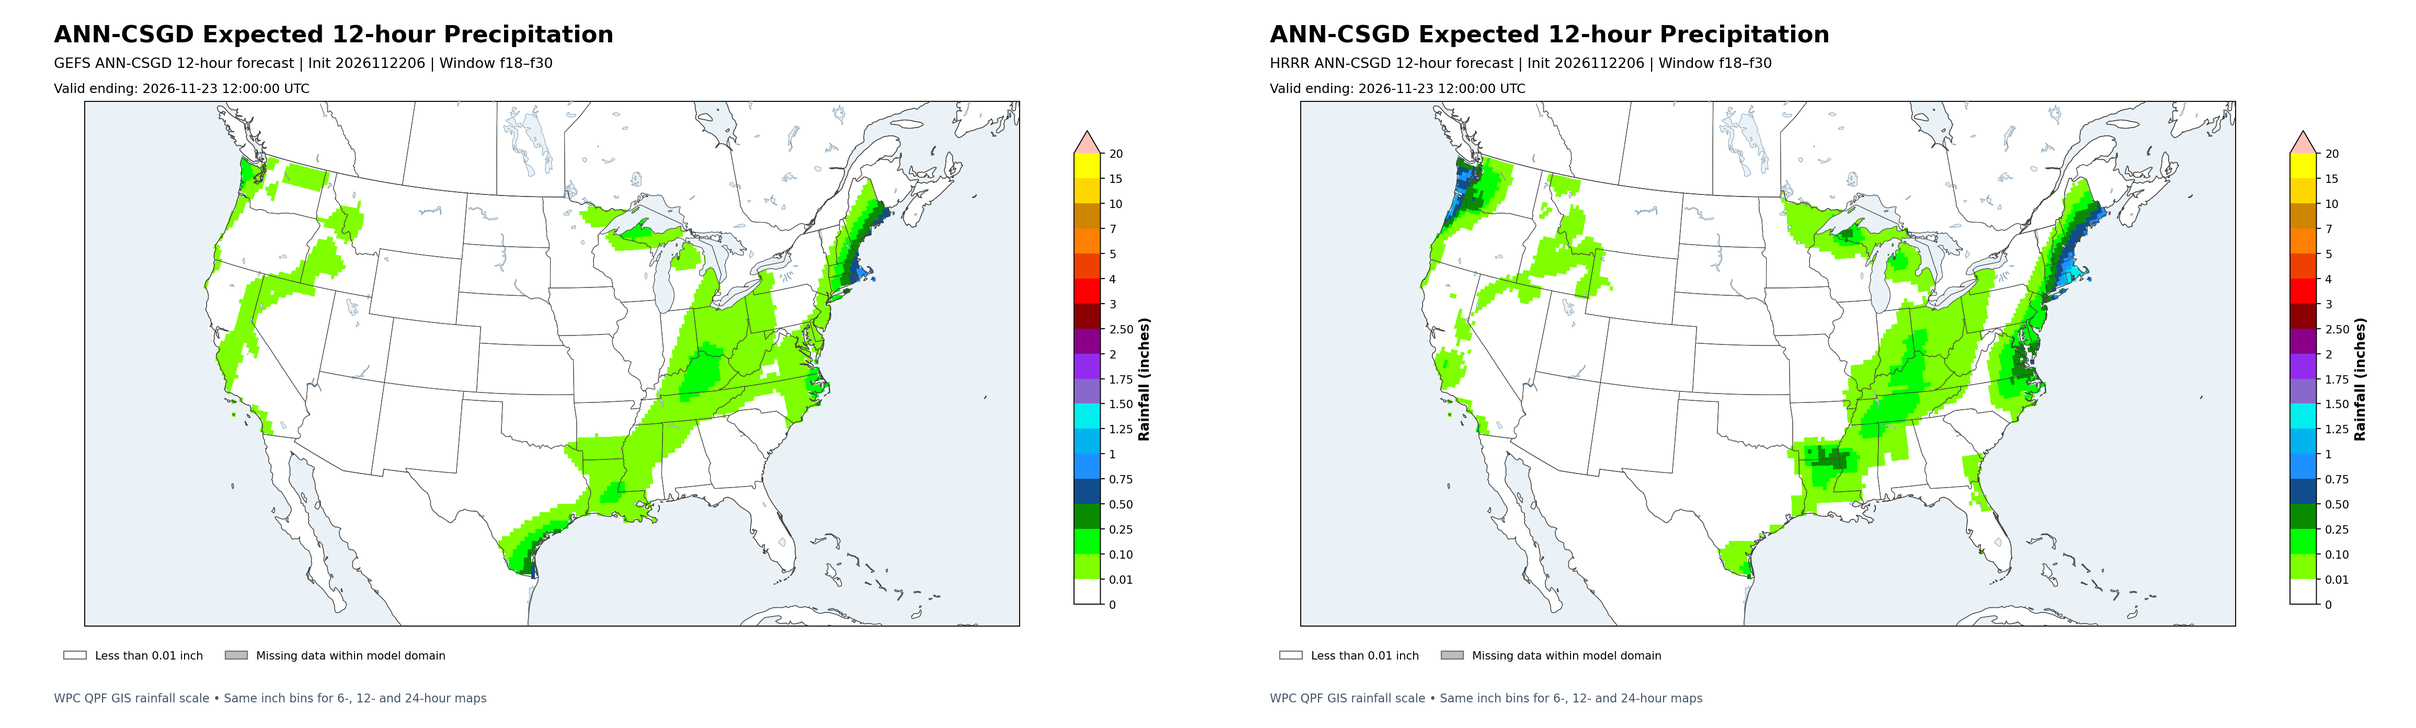 ANN-CSGD Expected 12-hour Precipitation
GEFS ANN-CSGD 12-hour forecast | Init 2026112206 | Window f18–f30
Valid ending: 2026-11-23 12:00:00 UTC
20
15
10
7
5
4
3
2.50
2
1.75
1.50
1.25
1
0.75
0.50
0.25
0.10
0.01
0
Rainfall (inches)
Less than 0.01 inch
Missing data within model domain
WPC QPF GIS rainfall scale • Same inch bins for 6-, 12- and 24-hour maps
ANN-CSGD Expected 12-hour Precipitation
HRRR ANN-CSGD 12-hour forecast | Init 2026112206 | Window f18–f30
Valid ending: 2026-11-23 12:00:00 UTC
20
15
10
7
5
4
3
2.50
2
1.75
1.50
1.25
1
0.75
0.50
0.25
0.10
0.01
0
Rainfall (inches)
Less than 0.01 inch
Missing data within model domain
WPC QPF GIS rainfall scale • Same inch bins for 6-, 12- and 24-hour maps